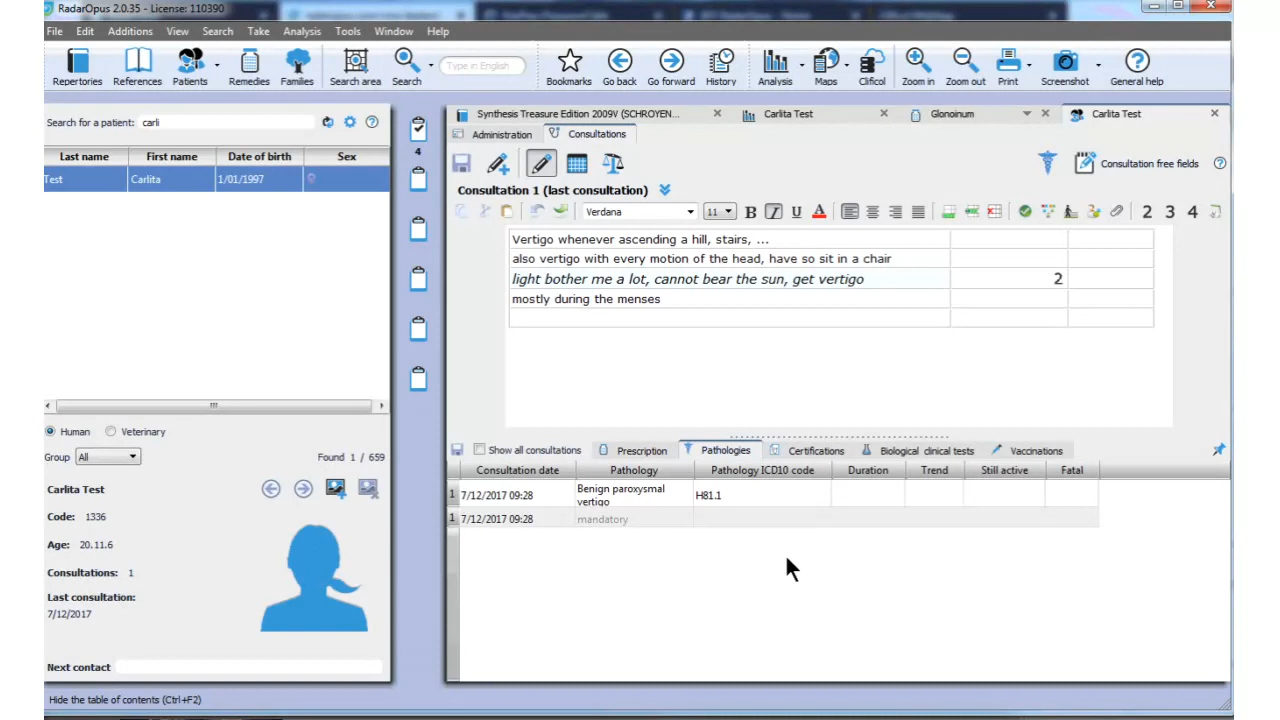 RadarOpus 2.0.35 - License: 110390
File Edit Additions View Search Take Analysis Tools Window Help
Repertories References Patients Remedies Families Search area Search Type in English Bookmarks Go back Go forward History Analysis Maps Clificol Zoom in Zoom out Print Screenshot General help
Search for a patient: carli
Last name First name Date of birth Sex
Test Carlita 1/01/1997
Human Veterinary
Group All Found 1 / 659
Carlita Test
Code: 1336
Age: 20.11.6
Consultations: 1
Last consultation:
7/12/2017
Next contact
Hide the table of contents (Ctrl+F2)
4
Synthesis Treasure Edition 2009V (SCHROYEN... Carlita Test Glonoinum Carlita Test
Administration Consultations
Consultation free fields
Consultation 1 (last consultation)
Verdana 11 B I U A 2 3 4
Vertigo whenever ascending a hill, stairs, ...
also vertigo with every motion of the head, have so sit in a chair
light bother me a lot, cannot bear the sun, get vertigo 2
mostly during the menses
Show all consultations Prescription Pathologies Certifications Biological clinical tests Vaccinations
Consultation date Pathology Pathology ICD10 code Duration Trend Still active Fatal
1 7/12/2017 09:28 Benign paroxysmal vertigo H81.1
1 7/12/2017 09:28 mandatory